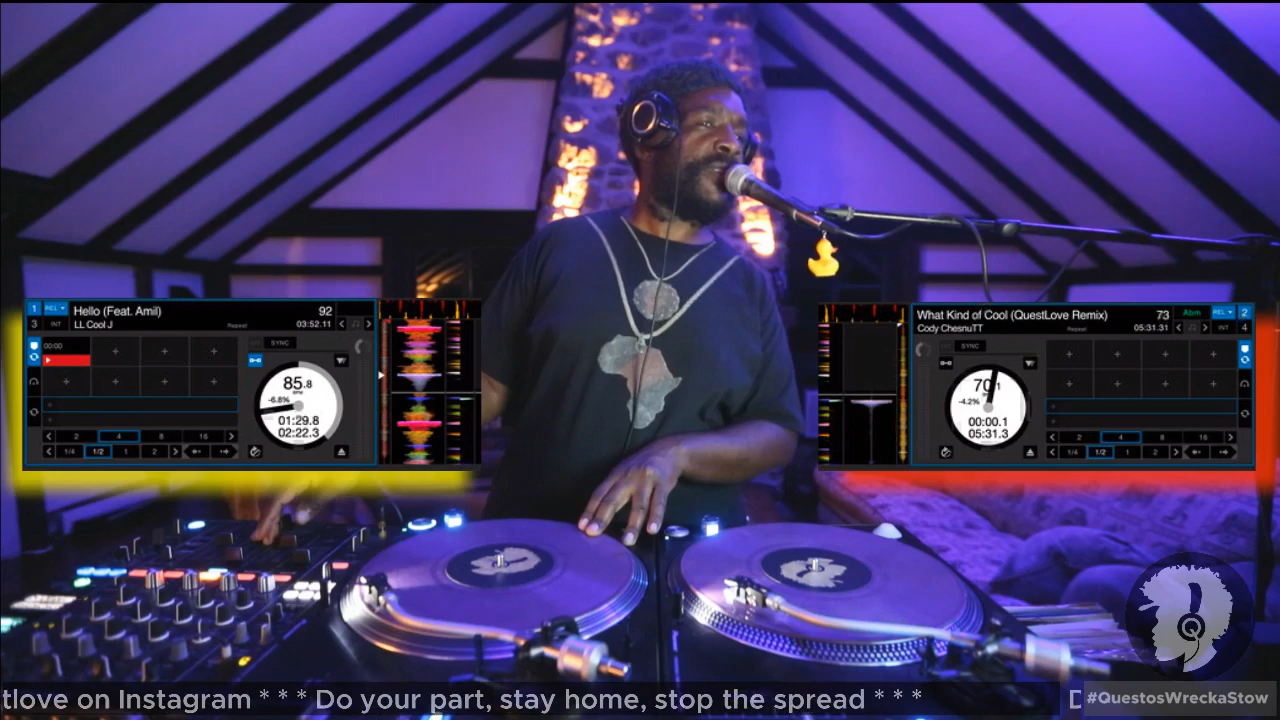 1 REL Hello (Feat. Amil) 92
3 INT LL Cool J Repeat 03:52.11
00:00
SYNC
85.8
BPM
-6.8%
01:29.8
02:22.3
2 4 8 16
1/4 1/2 1 2
What Kind of Cool (QuestLove Remix) 73 Abm REL 2
Cody ChesnuTT Repeat 05:31.31 INT 4
SYNC
-4.2%
00:00.1
05:31.3
2 4 8 16
1/4 1/2 1 2
tlove on Instagram * * * Do your part, stay home, stop the spread * * *
#QuestosWreckaStow